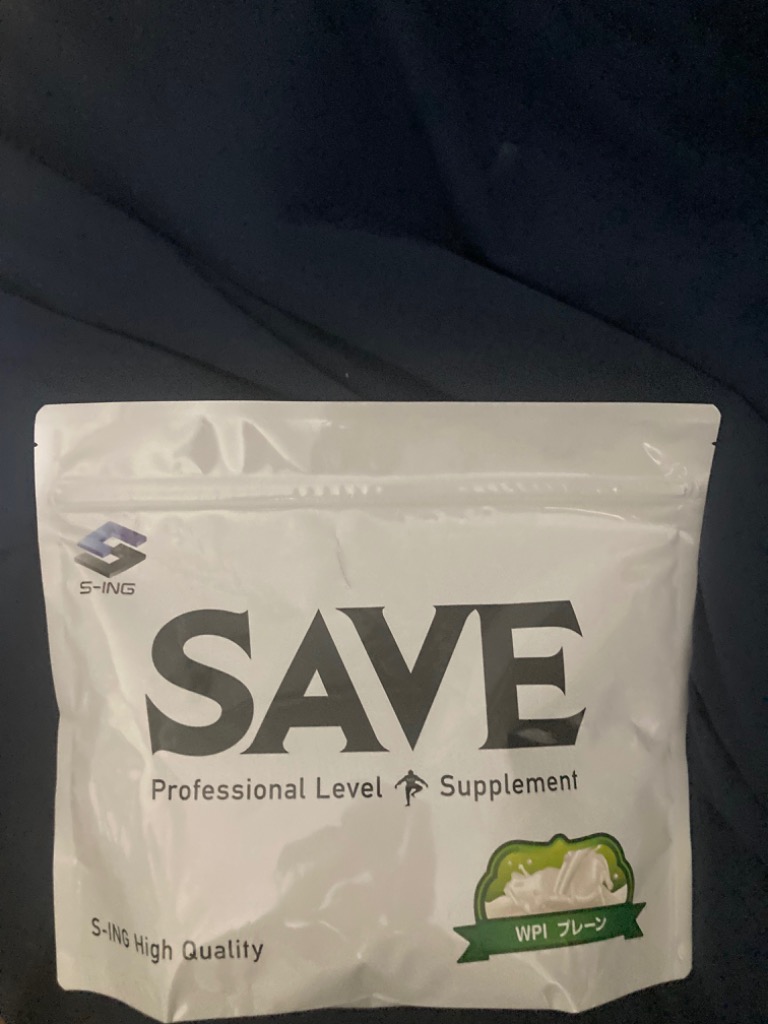 S-ING
SAVE
Professional Level Supplement
S-ING High Quality
WPI プレーン